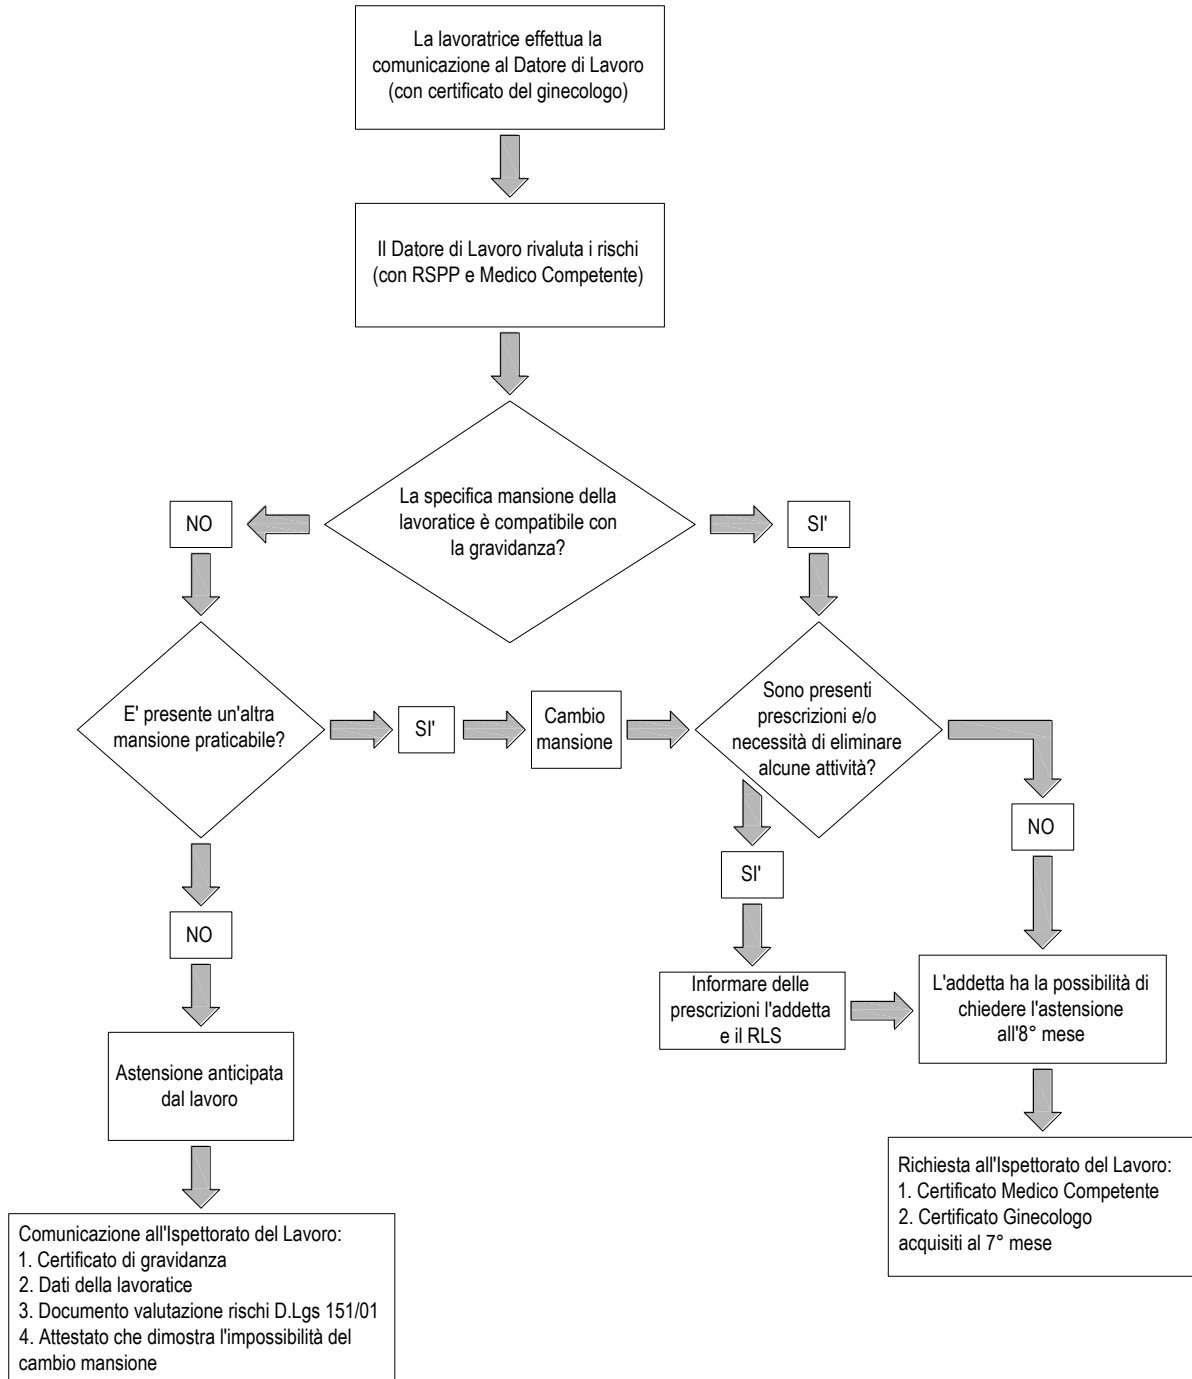 La lavoratrice effettua la
comunicazione al Datore di Lavoro
(con certificato del ginecologo)
Il Datore di Lavoro rivaluta i rischi
(con RSPP e Medico Competente)
La specifica mansione della
lavoratice è compatibile con
la gravidanza?
NO
SI'
E' presente un'altra
mansione praticabile?
SI'
Cambio
mansione
Sono presenti
prescrizioni e/o
necessità di eliminare
alcune attività?
NO
SI'
NO
Informare delle
prescrizioni l'addetta
e il RLS
L'addetta ha la possibilità di
chiedere l'astensione
all'8° mese
Astensione anticipata
dal lavoro
Richiesta all'Ispettorato del Lavoro:
1. Certificato Medico Competente
2. Certificato Ginecologo
acquisiti al 7° mese
Comunicazione all'Ispettorato del Lavoro:
1. Certificato di gravidanza
2. Dati della lavoratice
3. Documento valutazione rischi D.Lgs 151/01
4. Attestato che dimostra l'impossibilità del
cambio mansione